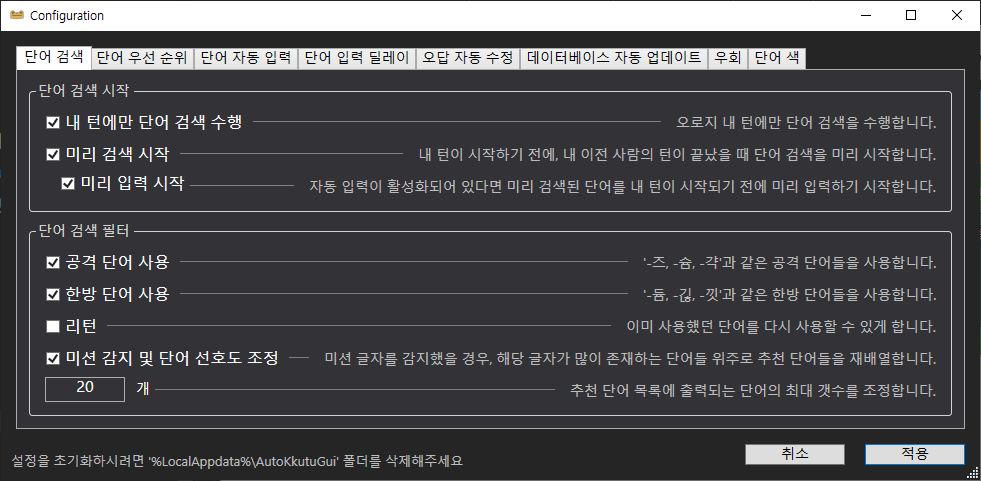 Configuration
단어 검색 단어 우선 순위 단어 자동 입력 단어 입력 딜레이 오답 자동 수정 데이터베이스 자동 업데이트 우회 단어 색
단어 검색 시작
내 턴에만 단어 검색 수행 오로지 내 턴에만 단어 검색을 수행합니다.
미리 검색 시작 내 턴이 시작하기 전에, 내 이전 사람의 턴이 끝났을 때 단어 검색을 미리 시작합니다.
미리 입력 시작 자동 입력이 활성화되어 있다면 미리 검색된 단어를 내 턴이 시작되기 전에 미리 입력하기 시작합니다.
단어 검색 필터
공격 단어 사용 '-즈, -슘, -각'과 같은 공격 단어들을 사용합니다.
한방 단어 사용 '-튬, -긿, -낏'과 같은 한방 단어들을 사용합니다.
리턴 이미 사용했던 단어를 다시 사용할 수 있게 합니다.
미션 감지 및 단어 선호도 조정 미션 글자를 감지했을 경우, 해당 글자가 많이 존재하는 단어들 위주로 추천 단어들을 재배열합니다.
20 개 추천 단어 목록에 출력되는 단어의 최대 갯수를 조정합니다.
설정을 초기화하시려면 '%LocalAppdata%\AutoKkutuGui' 폴더를 삭제해주세요
취소 적용